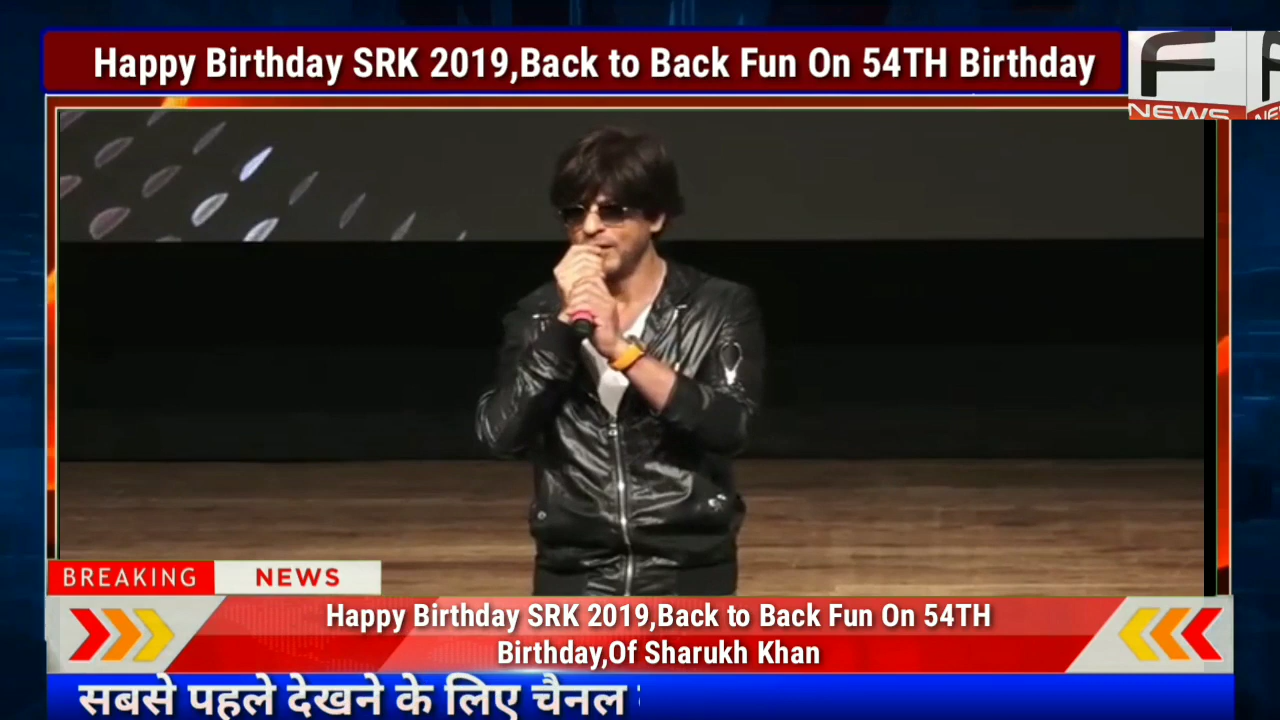 Happy Birthday SRK 2019,Back to Back Fun On 54TH Birthday
F
NEWS
BREAKING NEWS
Happy Birthday SRK 2019,Back to Back Fun On 54TH
Birthday,Of Sharukh Khan
सबसे पहले देखने के लिए चैनल